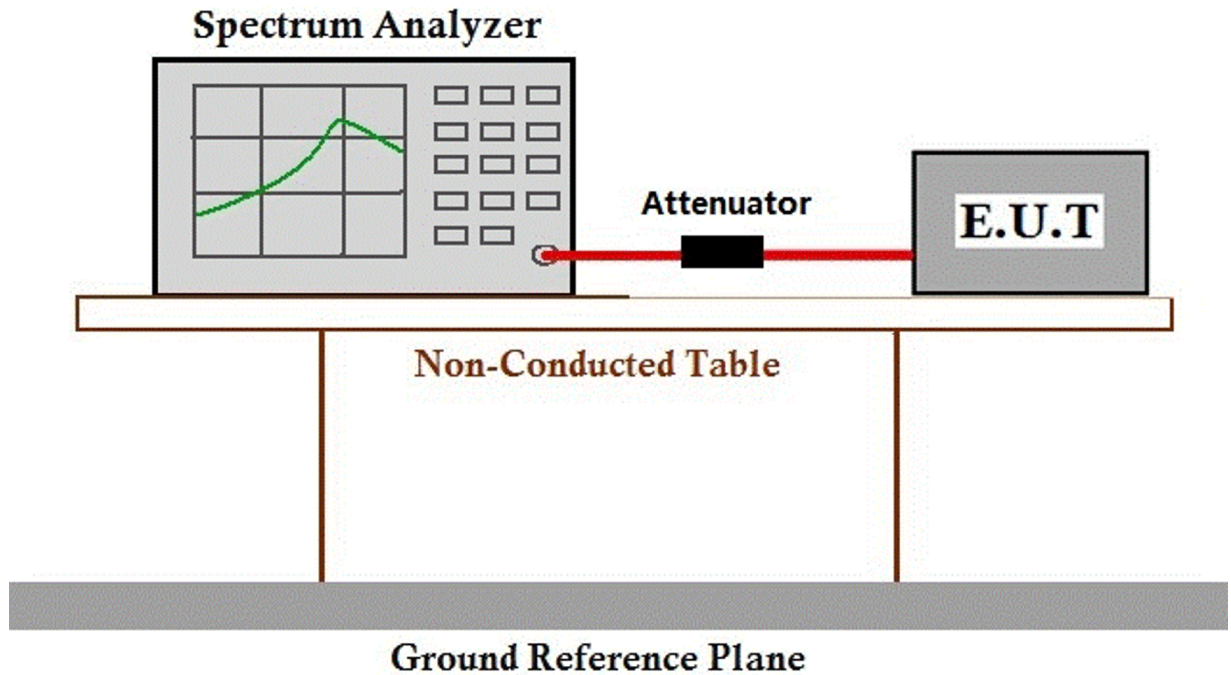 Spectrum Analyzer
Attenuator
E.U.T
Non-Conducted Table
Ground Reference Plane